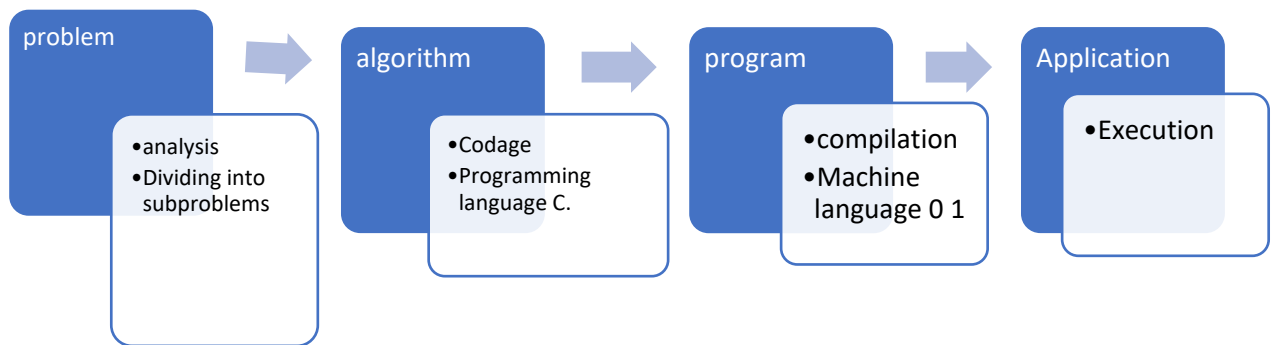 problem
•analysis
•Dividing into
subproblems
algorithm
•Codage
•Programming
language C.
program
•compilation
•Machine
language 0 1
Application
•Execution